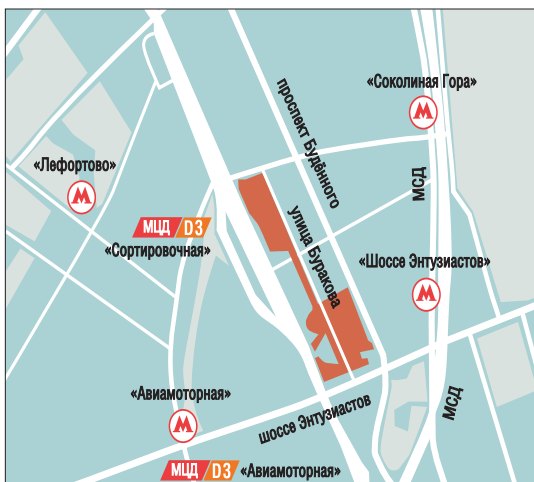 «Соколиная Гора»
М
проспект Будённого
«Лефортово»
М
МСД
МЦД D3
«Сортировочная»
улица Буракова
«Шоссе Энтузиастов»
М
«Авиамоторная»
М
шоссе Энтузиастов
МСД
МЦД D3 «Авиамоторная»